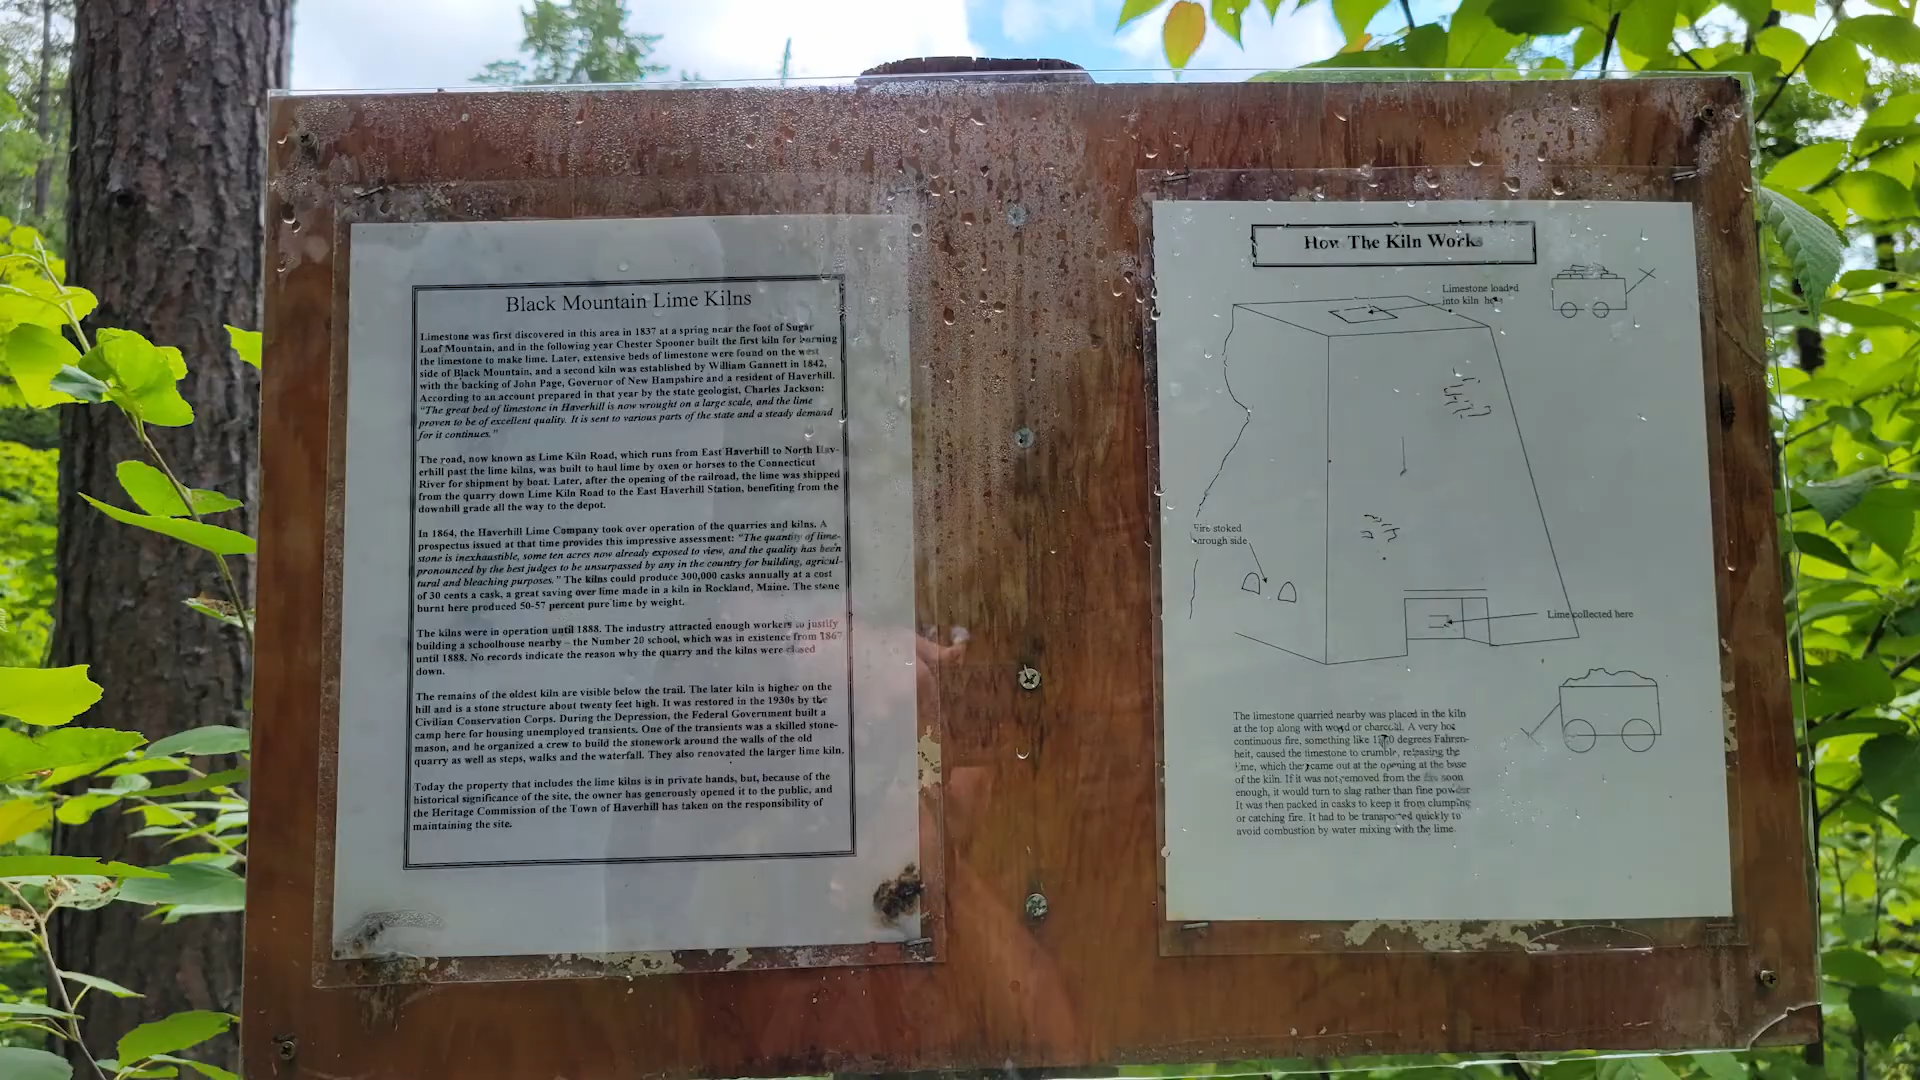 Black Mountain Lime Kilns
Limestone was first discovered in this area in 1837 at a spring near the foot of Sugar
Loaf Mountain, and in the following year Chester Spooner built the first kiln for burning
the limestone to make lime. Later, extensive beds of limestone were found on the west
side of Black Mountain, and a second kiln was established by William Gannett in 1842,
with the backing of John Page, Governor of New Hampshire and a resident of Haverhill.
According to an account prepared in that year by the state geologist, Charles Jackson:
"The great bed of limestone in Haverhill is now wrought on a large scale, and the lime
proven to be of excellent quality. It is sent to various parts of the state and a steady demand
for it continues."
The road, now known as Lime Kiln Road, which runs from East Haverhill to North Hav-
erhill past the lime kilns, was built to haul lime by oxen or horses to the Connecticut
River for shipment by boat. Later, after the opening of the railroad, the lime was shipped
from the quarry down Lime Kiln Road to the East Haverhill Station, benefiting from the
downhill grade all the way to the depot.
In 1864, the Haverhill Lime Company took over operation of the quarries and kilns. A
prospectus issued at that time provides this impressive assessment: "The quantity of lime-
stone is inexhaustible, some ten acres now already exposed to view, and the quality has been
pronounced by the best judges to be unsurpassed by any in the country for building, agricul-
tural and bleaching purposes." The kilns could produce 300,000 casks annually at a cost
of 30 cents a cask, a great saving over lime made in a kiln in Rockland, Maine. The stone
burnt here produced 50-57 percent pure lime by weight.
The kilns were in operation until 1888. The industry attracted enough workers to justify
building a schoolhouse nearby – the Number 20 school, which was in existence from 1867
until 1888. No records indicate the reason why the quarry and the kilns were closed
down.
The remains of the oldest kiln are visible below the trail. The later kiln is higher on the
hill and is a stone structure about twenty feet high. It was restored in the 1930s by the
Civilian Conservation Corps. During the Depression, the Federal Government built a
camp here for housing unemployed transients. One of the transients was a skilled stone-
mason, and he organized a crew to build the stonework around the walls of the old
quarry as well as steps, walks and the waterfall. They also renovated the larger lime kiln.
Today the property that includes the lime kilns is in private hands, but, because of the
historical significance of the site, the owner has generously opened it to the public, and
the Heritage Commission of the Town of Haverhill has taken on the responsibility of
maintaining the site.
How The Kiln Works
Limestone loaded
into kiln here
Fire stoked
through side
Lime collected here
The limestone quarried nearby was placed in the kiln
at the top along with wood or charcoal. A very hot
continuous fire, something like degrees Fahren-
heit, caused the limestone to crumble, releasing the
lime, which then came out at the opening at the base
of the kiln. If it was not removed from the soon
enough, it would turn to slag rather than fine powder
It was then packed in casks to keep it from clumping
or catching fire. It had to be transported quickly to
avoid combustion by water mixing with the lime.